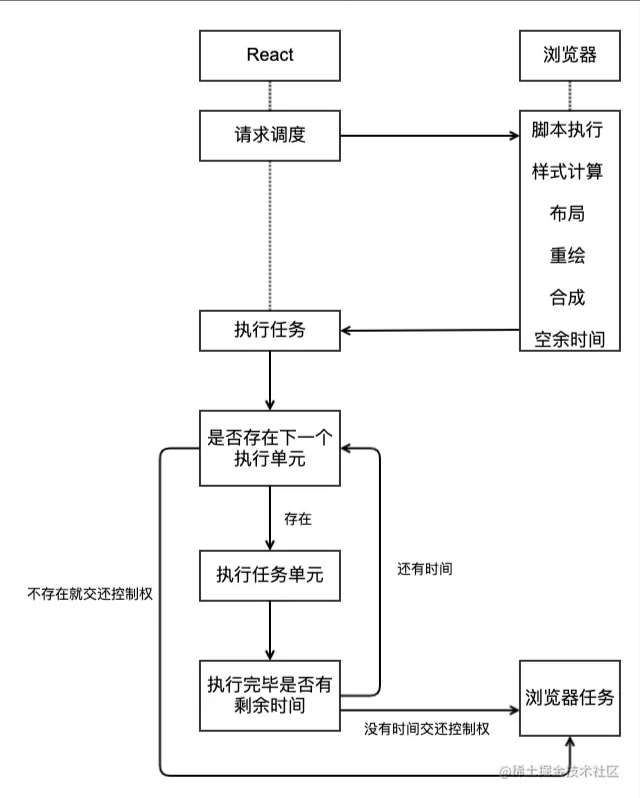 React
浏览器
请求调度
脚本执行
样式计算
布局
重绘
合成
空余时间
执行任务
是否存在下一个
执行单元
存在
执行任务单元
还有时间
不存在就交还控制权
执行完毕是否有
剩余时间
浏览器任务
没有时间交还控制权
@稀土掘金技术社区